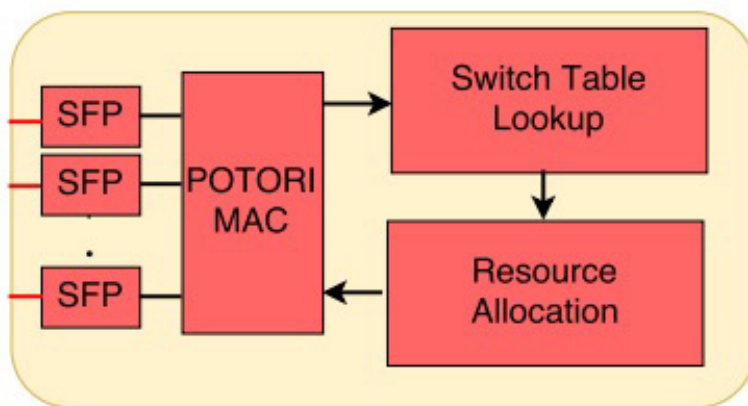 SFP
SFP
SFP
POTORI
MAC
Switch Table
Lookup
Resource
Allocation